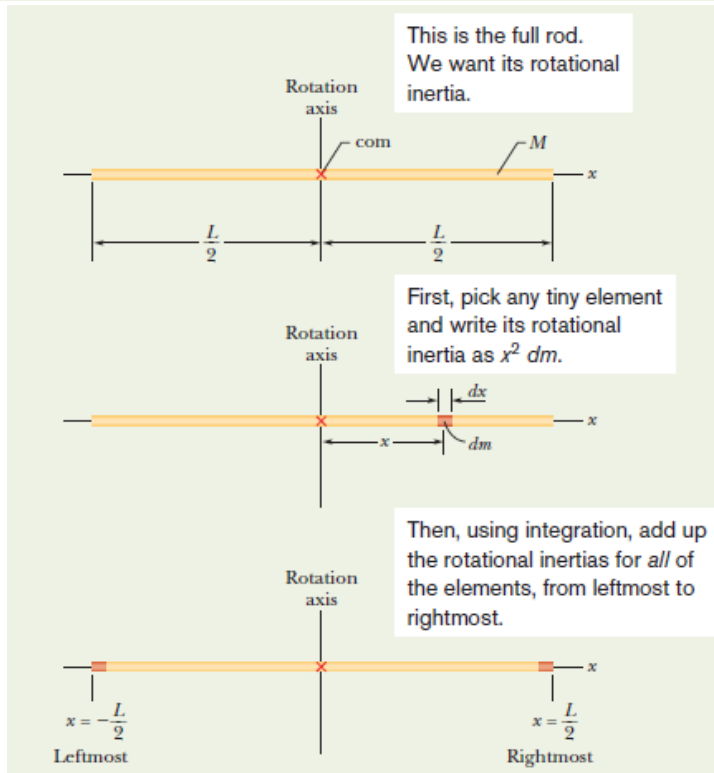 This is the full rod.
We want its rotational
inertia.
Rotation
axis
com
M
x
L/2
L/2
First, pick any tiny element
and write its rotational
inertia as x² dm.
Rotation
axis
dx
x
x
dm
Then, using integration, add up
the rotational inertias for all of
the elements, from leftmost to
rightmost.
Rotation
axis
x
x = -L/2
x = L/2
Leftmost
Rightmost